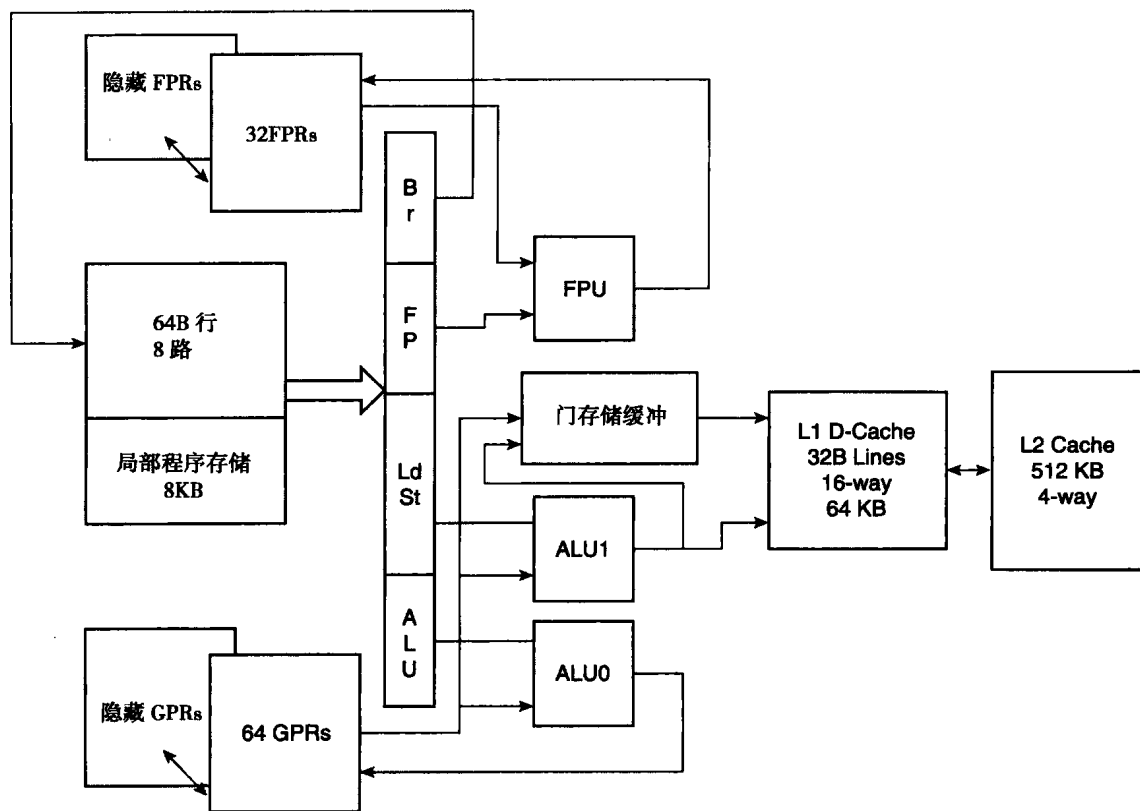 隐藏 FPRs
32FPRs
B
r
FPU
F
P
64B 行
8 路
局部程序存储
8KB
门存储缓冲
L1 D-Cache
32B Lines
16-way
64 KB
L2 Cache
512 KB
4-way
Ld
St
ALU1
A
L
U
ALU0
隐藏 GPRs
64 GPRs